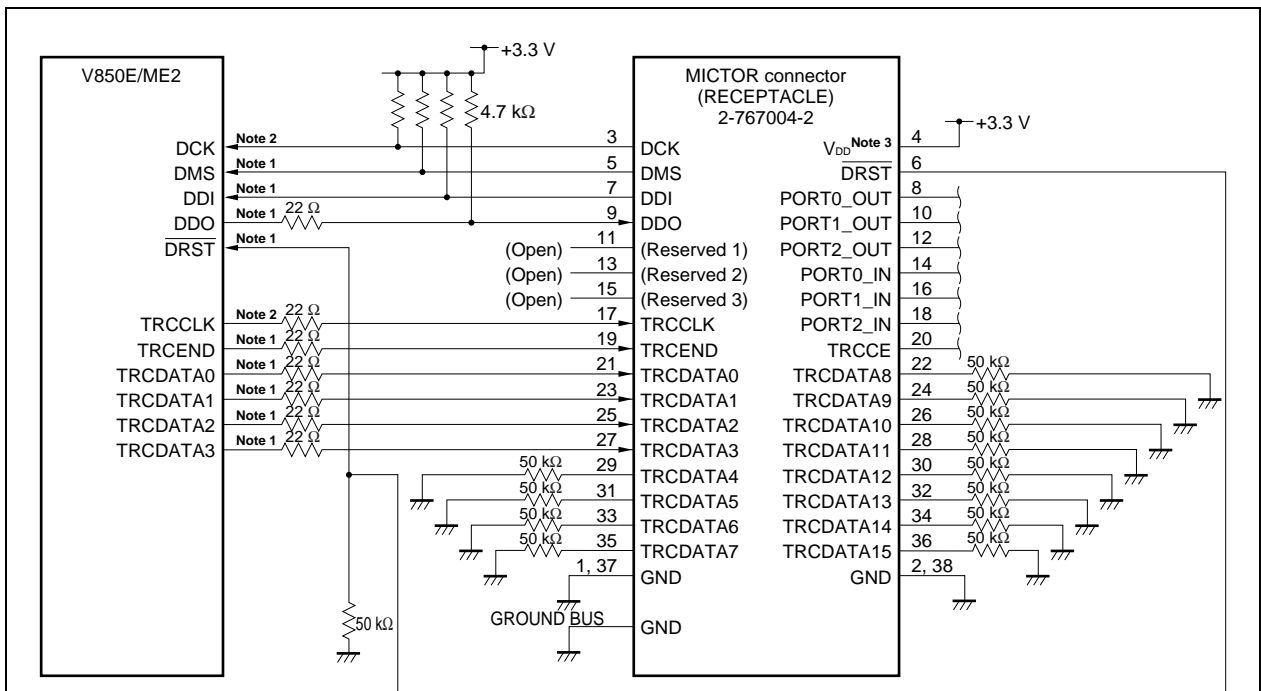 +3.3 V
V850E/ME2
MICTOR connector
(RECEPTACLE)
2-767004-2
4.7 kΩ
+3.3 V
DCK Note 2 3 DCK VDD Note 3 4
DMS Note 1 5 DMS DRST 6
DDI Note 1 7 DDI PORT0_OUT 8
DDO Note 1 22 Ω 9 DDO PORT1_OUT 10
DRST Note 1 (Open) 11 (Reserved 1) PORT2_OUT 12
(Open) 13 (Reserved 2) PORT0_IN 14
(Open) 15 (Reserved 3) PORT1_IN 16
TRCCLK Note 2 22 Ω 17 TRCCLK PORT2_IN 18
TRCEND Note 1 22 Ω 19 TRCEND TRCCE 20
TRCDATA0 Note 1 22 Ω 21 TRCDATA0 TRCDATA8 22 50 kΩ
TRCDATA1 Note 1 22 Ω 23 TRCDATA1 TRCDATA9 24 50 kΩ
TRCDATA2 Note 1 22 Ω 25 TRCDATA2 TRCDATA10 26 50 kΩ
TRCDATA3 Note 1 22 Ω 27 TRCDATA3 TRCDATA11 28 50 kΩ
50 kΩ 29 TRCDATA4 TRCDATA12 30 50 kΩ
50 kΩ 31 TRCDATA5 TRCDATA13 32 50 kΩ
50 kΩ 33 TRCDATA6 TRCDATA14 34 50 kΩ
50 kΩ 35 TRCDATA7 TRCDATA15 36 50 kΩ
1, 37 GND GND 2, 38
50 kΩ GROUND BUS GND